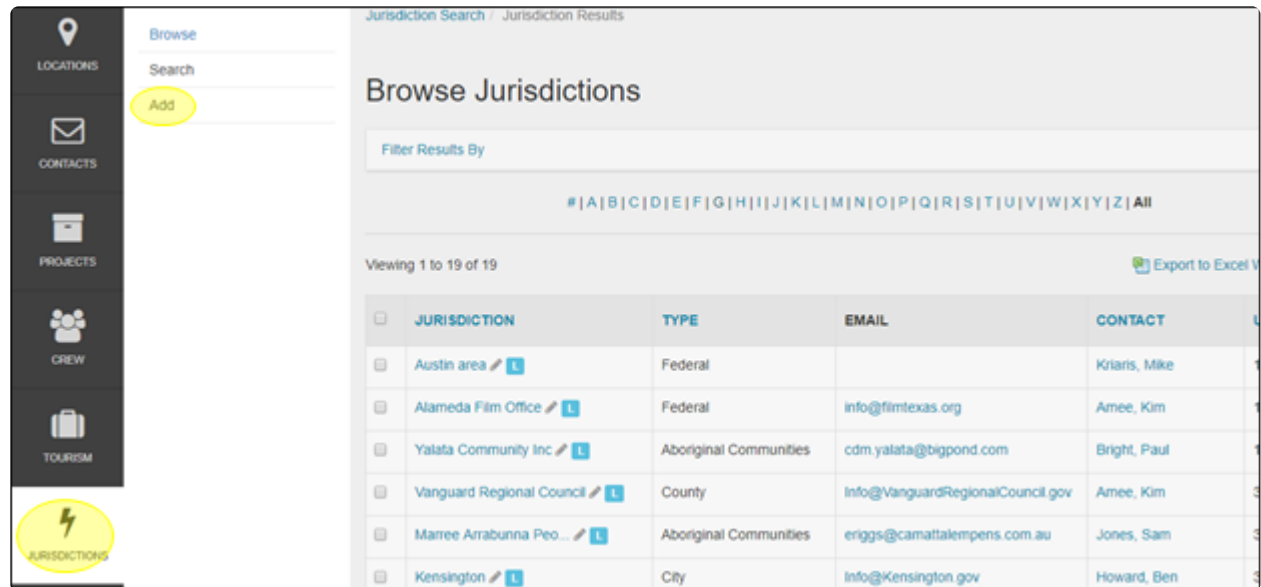 Jurisdiction Search / Jurisdiction Results
LOCATIONS
CONTACTS
PROJECTS
CREW
TOURISM
JURISDICTIONS
Browse
Search
Add
Browse Jurisdictions
Filter Results By
# | A | B | C | D | E | F | G | H | I | J | K | L | M | N | O | P | Q | R | S | T | U | V | W | X | Y | Z | All
Viewing 1 to 19 of 19 Export to Excel
JURISDICTION TYPE EMAIL CONTACT
Austin area L Federal Kriaris, Mike
Alameda Film Office L Federal info@filmtexas.org Amee, Kim
Yalata Community Inc L Aboriginal Communities cdm.yalata@bigpond.com Bright, Paul
Vanguard Regional Council L County Info@VanguardRegionalCouncil.gov Amee, Kim
Marree Arrabunna Peo... L Aboriginal Communities eriggs@camattalempens.com.au Jones, Sam
Kensington L City Info@Kensington.gov Howard, Ben